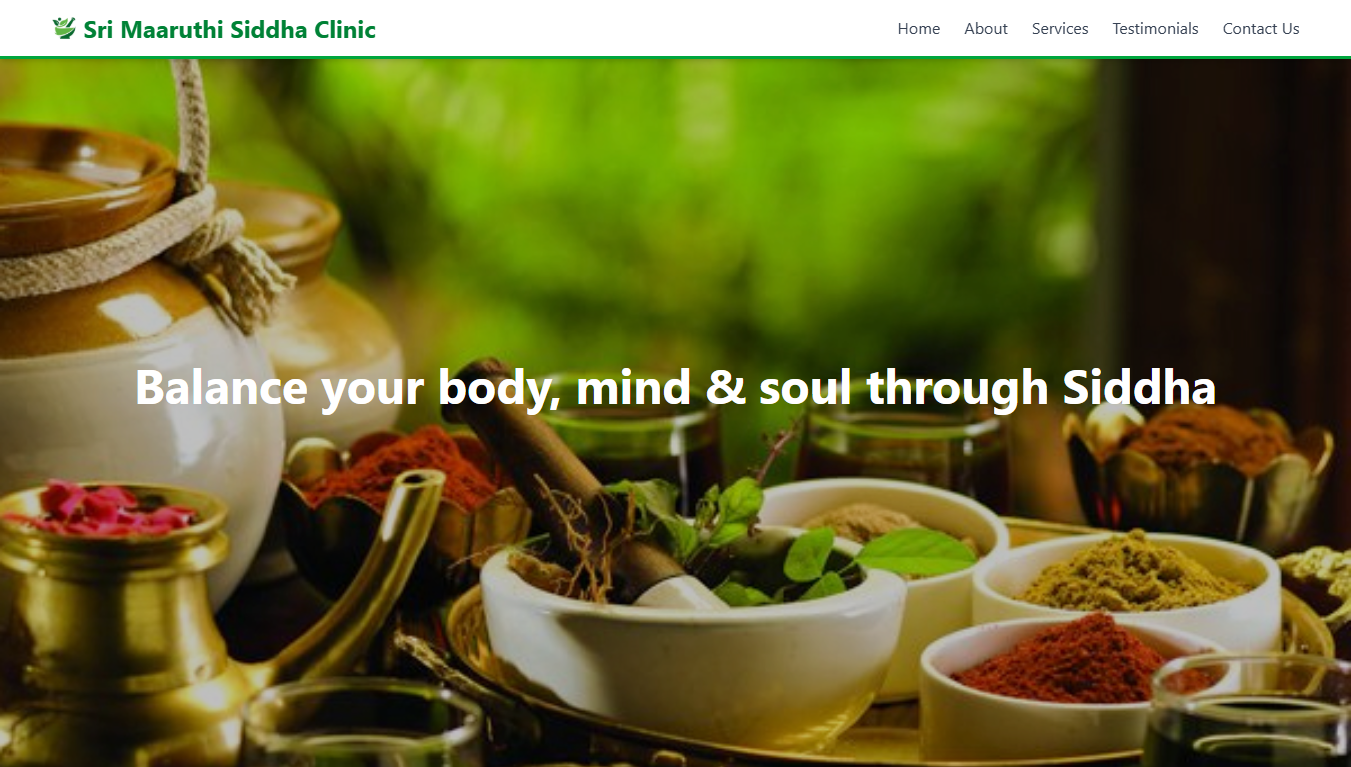 Sri Maaruthi Siddha Clinic
Home About Services Testimonials Contact Us
Balance your body, mind & soul through Siddha